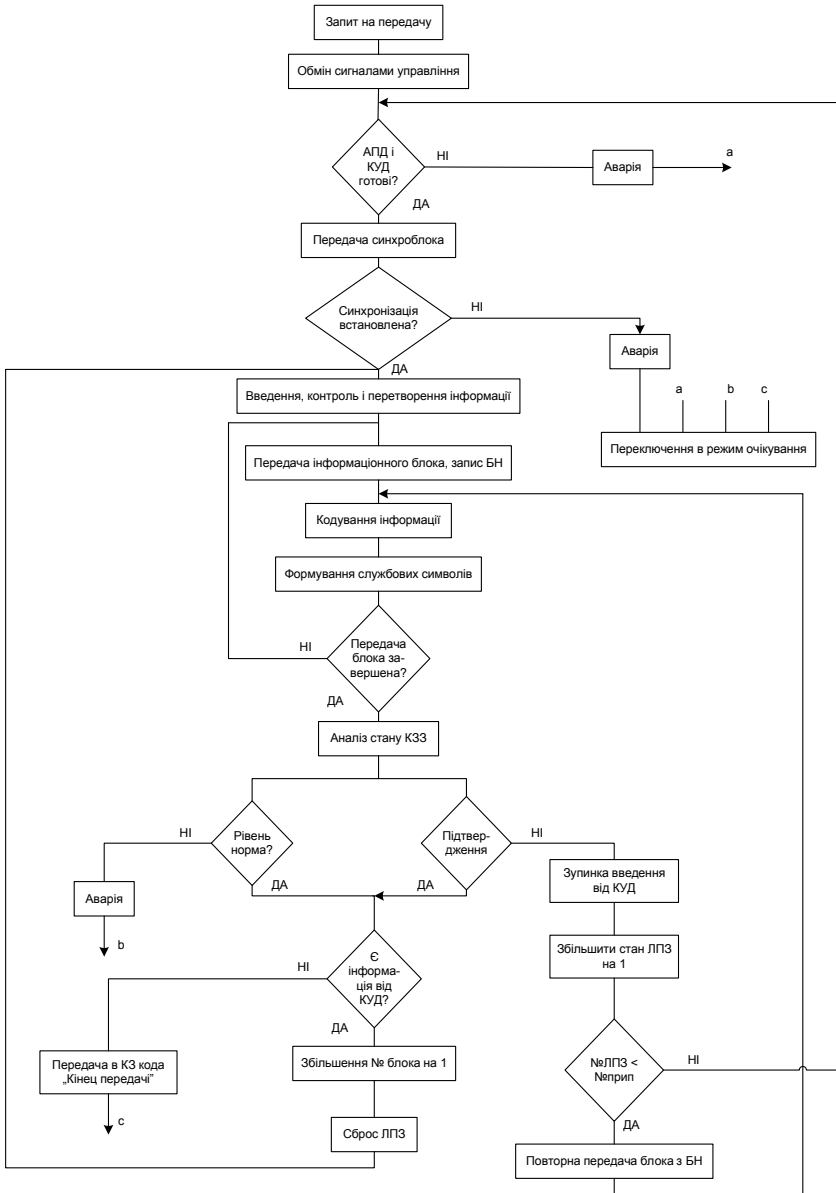 Запит на передачу
Обмін сигналами управління
АПД і
КУД
готові?
НІ
Аварія
a
ДА
Передача синхроблока
Синхронізація
встановлена?
НІ
Аварія
ДА
Введення, контроль і перетворення інформації
a
b
c
Переключення в режим очікування
Передача інформаціонного блока, запис БН
Кодування інформації
Формування службових символів
Передача
блока за-
вершена?
НІ
ДА
Аналіз стану КЗЗ
НІ
Рівень
норма?
Підтвер-
дження
НІ
ДА
ДА
Аварія
b
Зупинка введення
від КУД
Збільшити стан ЛПЗ
на 1
НІ
Є
інформа-
ція від
КУД?
ДА
Передача в КЗ кода
„Кінец передачі”
c
Збільшення № блока на 1
№ЛПЗ <
№прип
НІ
ДА
Сброс ЛПЗ
Повторна передача блока з БН